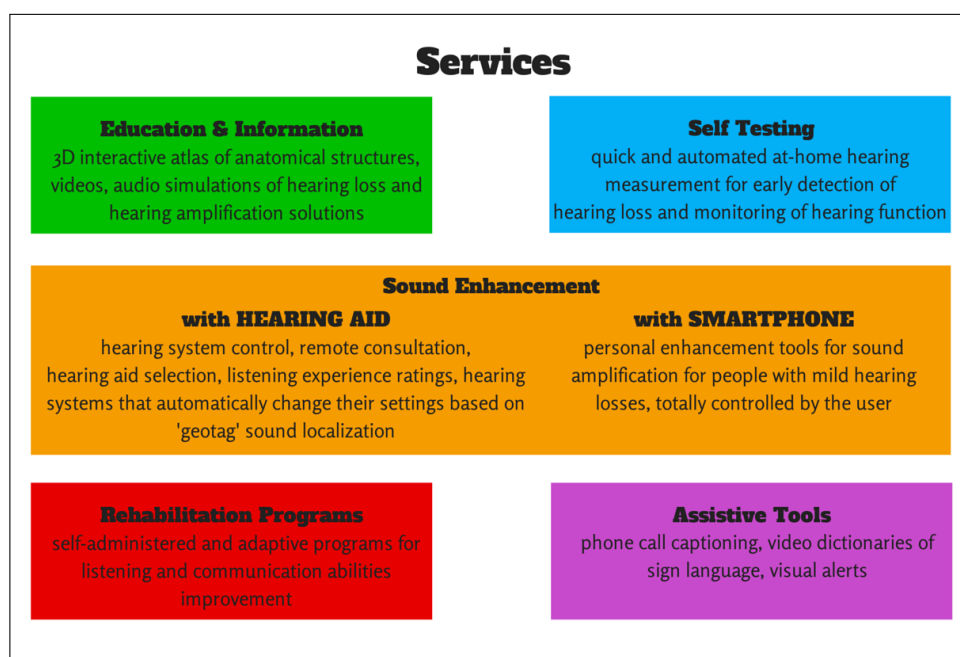 Services
Education & Information
3D interactive atlas of anatomical structures,
videos, audio simulations of hearing loss and
hearing amplification solutions
Self Testing
quick and automated at-home hearing
measurement for early detection of
hearing loss and monitoring of hearing function
Sound Enhancement
with HEARING AID
hearing system control, remote consultation,
hearing aid selection, listening experience ratings, hearing
systems that automatically change their settings based on
'geotag' sound localization
with SMARTPHONE
personal enhancement tools for sound
amplification for people with mild hearing
losses, totally controlled by the user
Rehabilitation Programs
self-administered and adaptive programs for
listening and communication abilities
improvement
Assistive Tools
phone call captioning, video dictionaries of
sign language, visual alerts